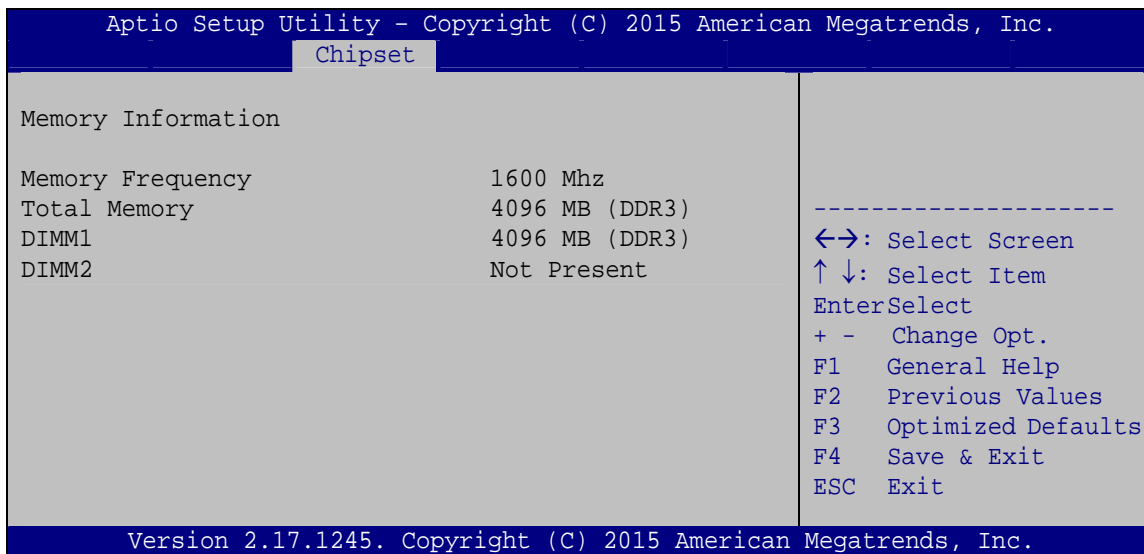 Aptio Setup Utility – Copyright (C) 2015 American Megatrends, Inc.
Chipset
Memory Information
Memory Frequency 1600 Mhz
Total Memory 4096 MB (DDR3)
DIMM1 4096 MB (DDR3)
DIMM2 Not Present
---------------------
←→: Select Screen
↑ ↓: Select Item
EnterSelect
+ - Change Opt.
F1 General Help
F2 Previous Values
F3 Optimized Defaults
F4 Save & Exit
ESC Exit
Version 2.17.1245. Copyright (C) 2015 American Megatrends, Inc.